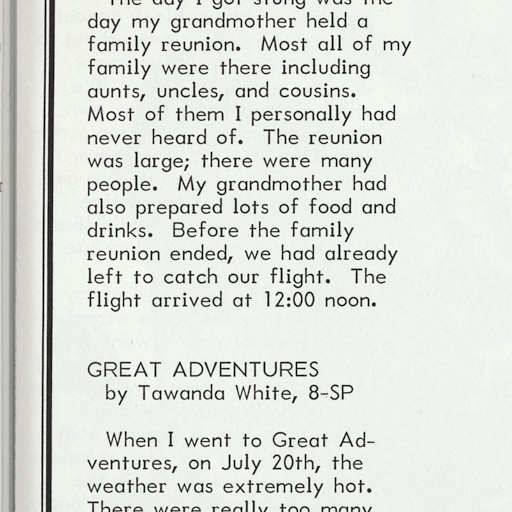 The day I got stung was the
day my grandmother held a
family reunion.  Most all of my
family were there including
aunts, uncles, and cousins.
Most of them I personally had
never heard of.  The reunion
was large; there were many
people.  My grandmother had
also prepared lots of food and
drinks.  Before the family
reunion ended, we had already
left to catch our flight.  The
flight arrived at 12:00 noon.
GREAT ADVENTURES
by Tawanda White, 8-SP
When I went to Great Ad-
ventures, on July 20th, the
weather was extremely hot.
There were really too many